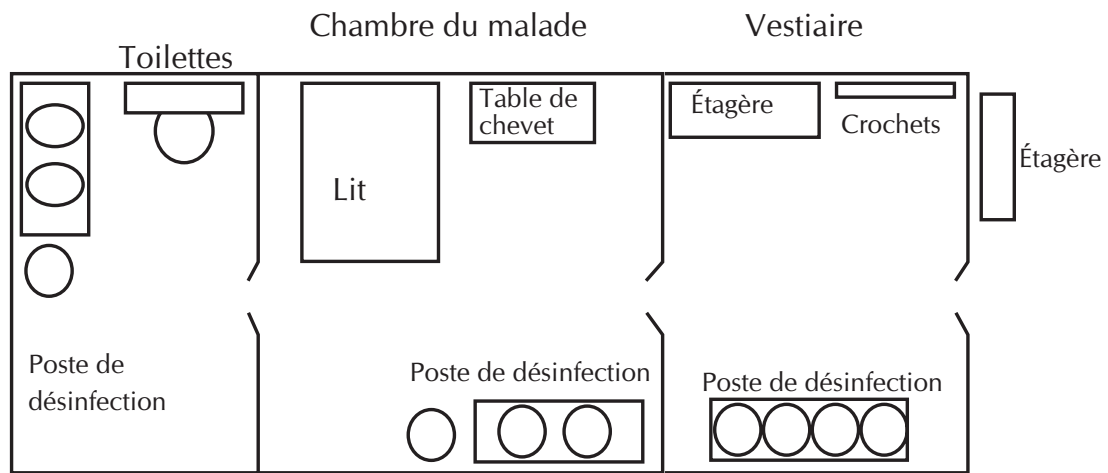 Chambre du malade
Vestiaire
Toilettes
Table de
chevet
Étagère
Crochets
Étagère
Lit
Poste de
désinfection
Poste de désinfection
Poste de désinfection